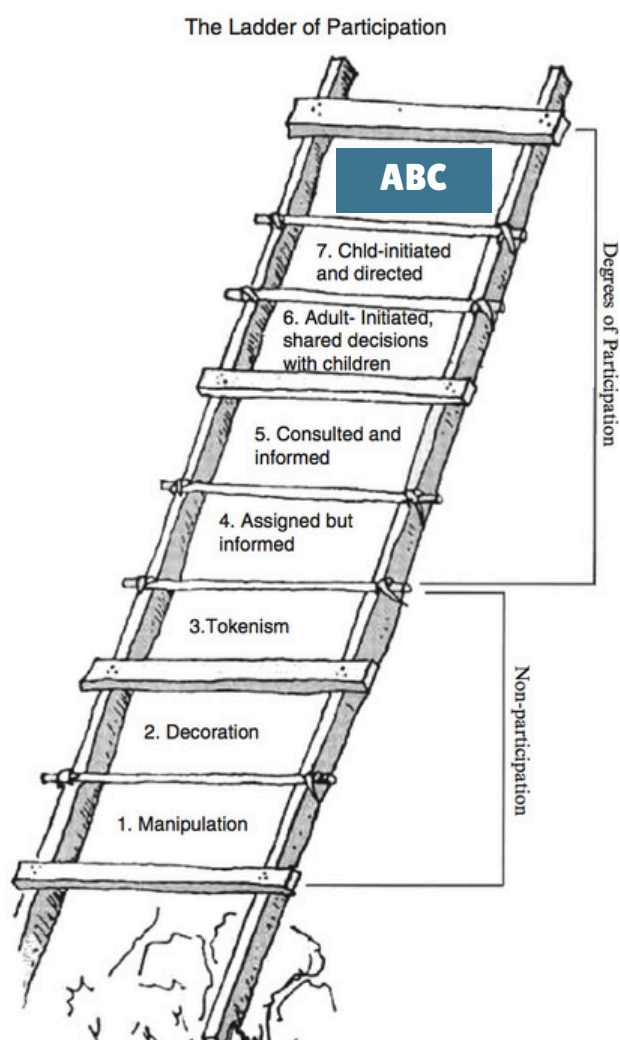 The Ladder of Participation
ABC
7. Chld-initiated
and directed
6. Adult- Initiated,
shared decisions
with children
5. Consulted and
informed
4. Assigned but
informed
3.Tokenism
2. Decoration
1. Manipulation
Degrees of Participation
Non-participation